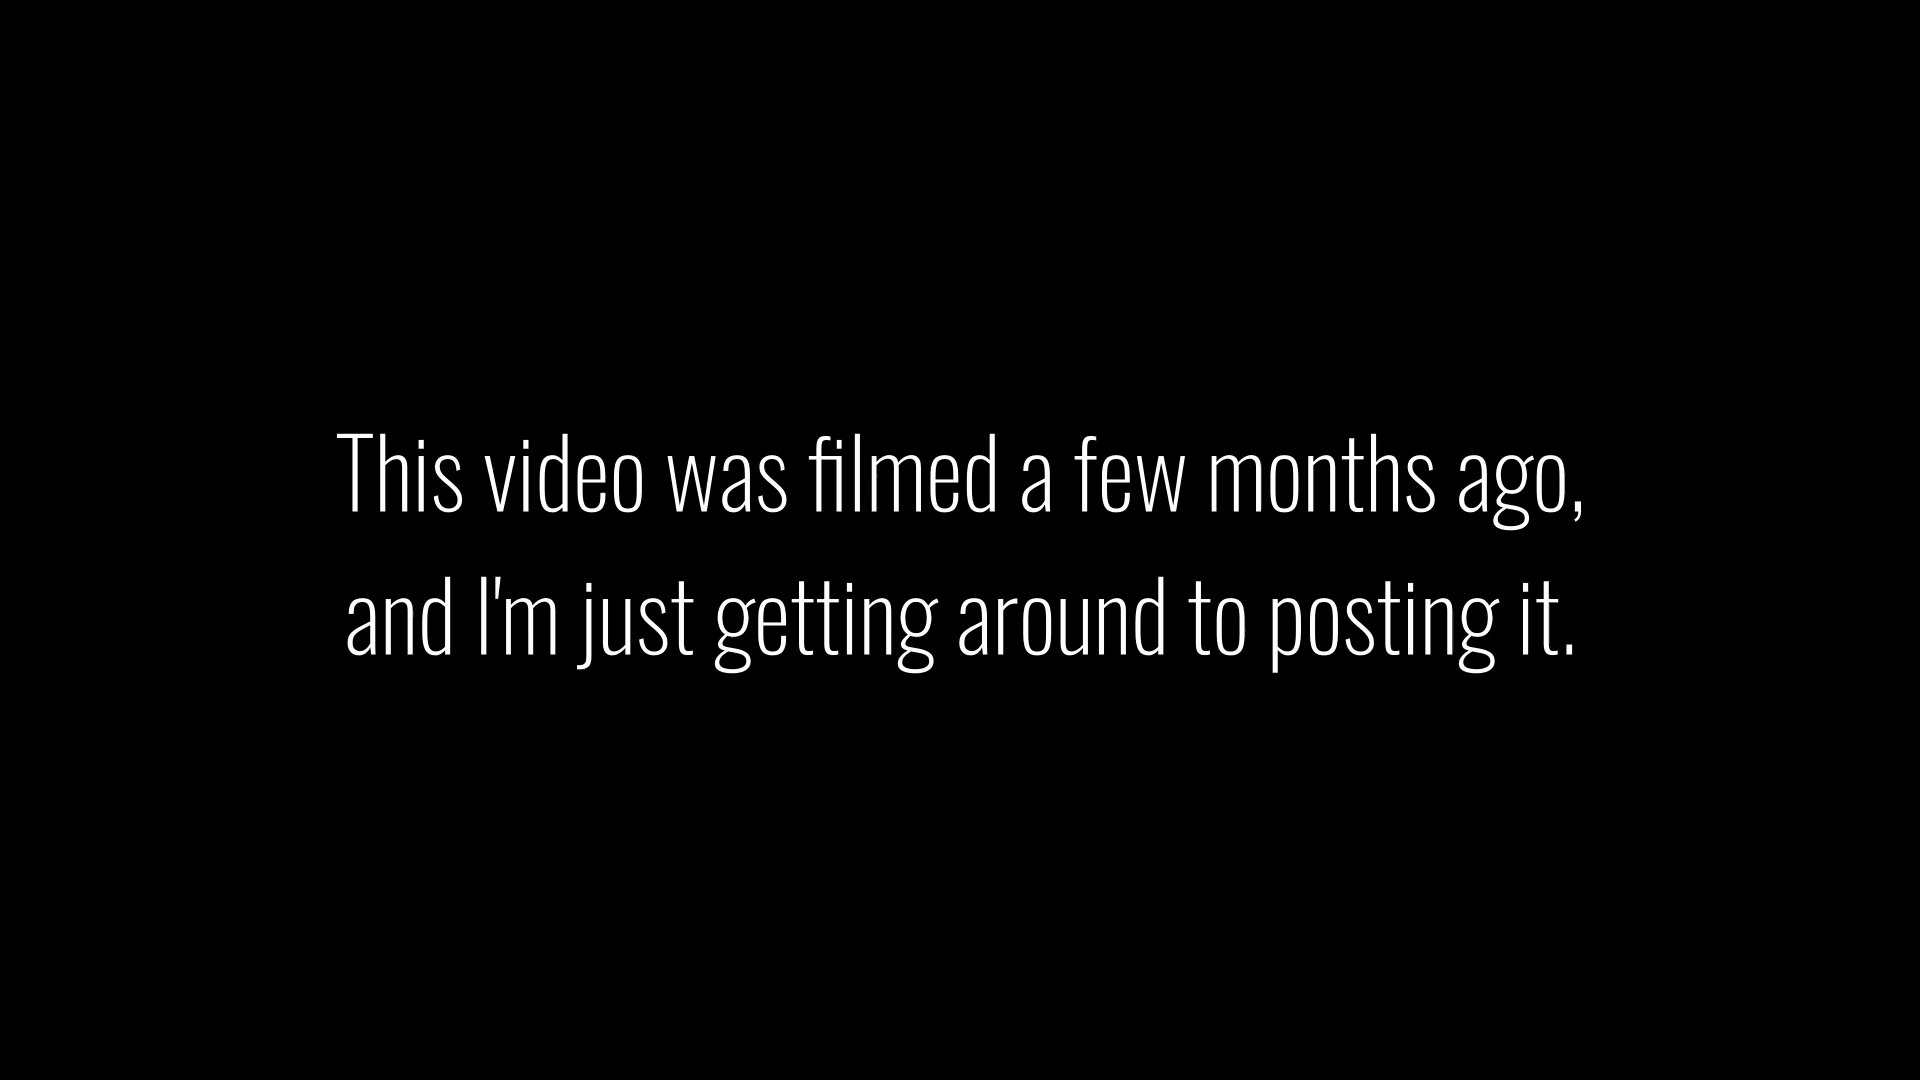 This video was filmed a few months ago,
and I'm just getting around to posting it.